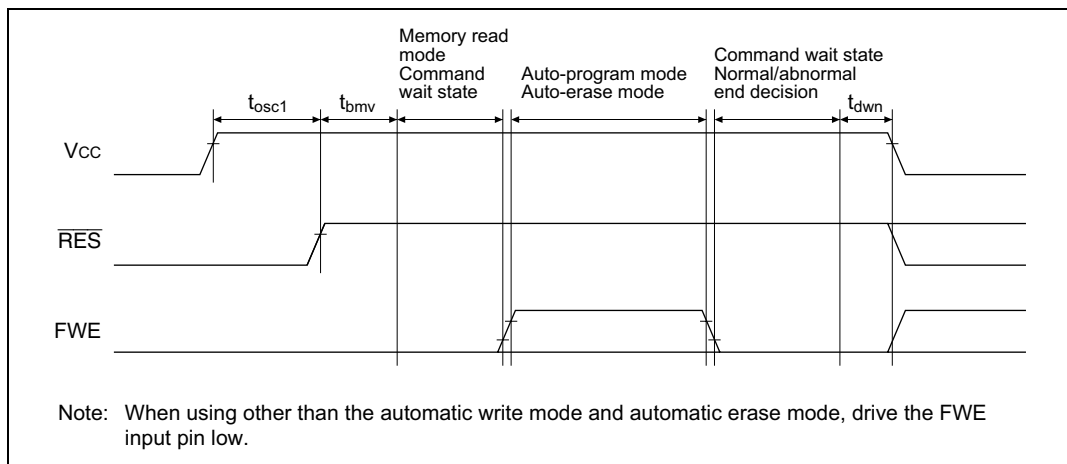 Memory read
mode
Command
wait state
Auto-program mode
Auto-erase mode
Command wait state
Normal/abnormal
end decision
tosc1
tbmv
tdwn
VCC
RES
FWE
Note: When using other than the automatic write mode and automatic erase mode, drive the FWE
input pin low.